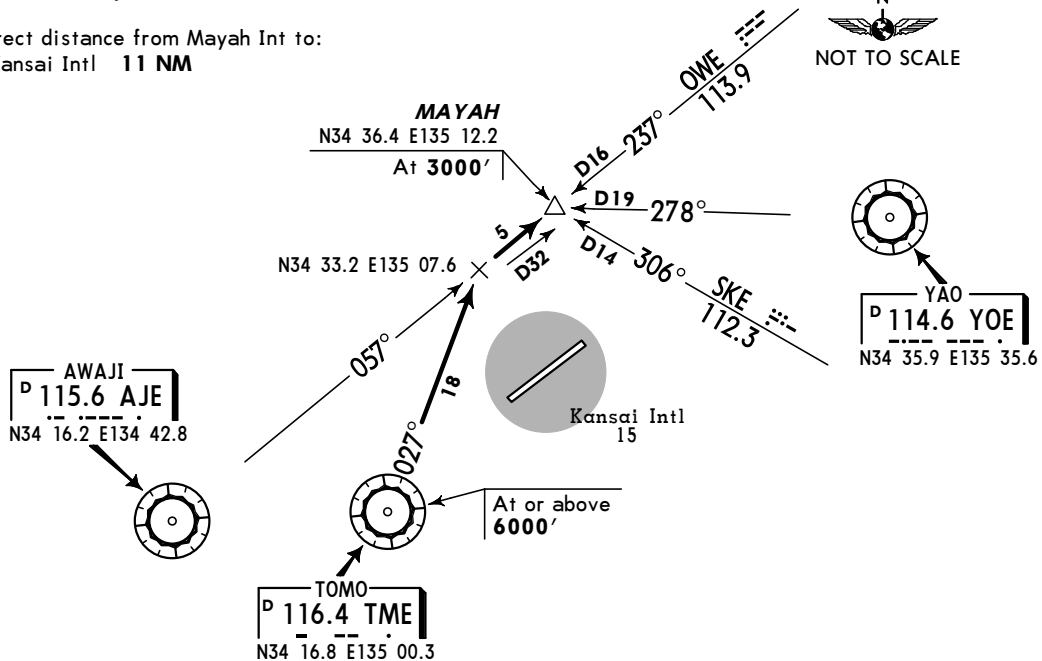 rect distance from Mayah Int to:
ansai Intl 11 NM
N
NOT TO SCALE
OWE
113.9
237°
D16
MAYAH
N34 36.4 E135 12.2
At 3000'
D19 278°
D14 306°
SKE
112.3
5
D32
N34 33.2 E135 07.6
YAO
D 114.6 YOE
N34 35.9 E135 35.6
057°
18
027°
Kansai Intl
15
AWAJI
D 115.6 AJE
N34 16.2 E134 42.8
At or above
6000'
TOMO
D 116.4 TME
N34 16.8 E135 00.3